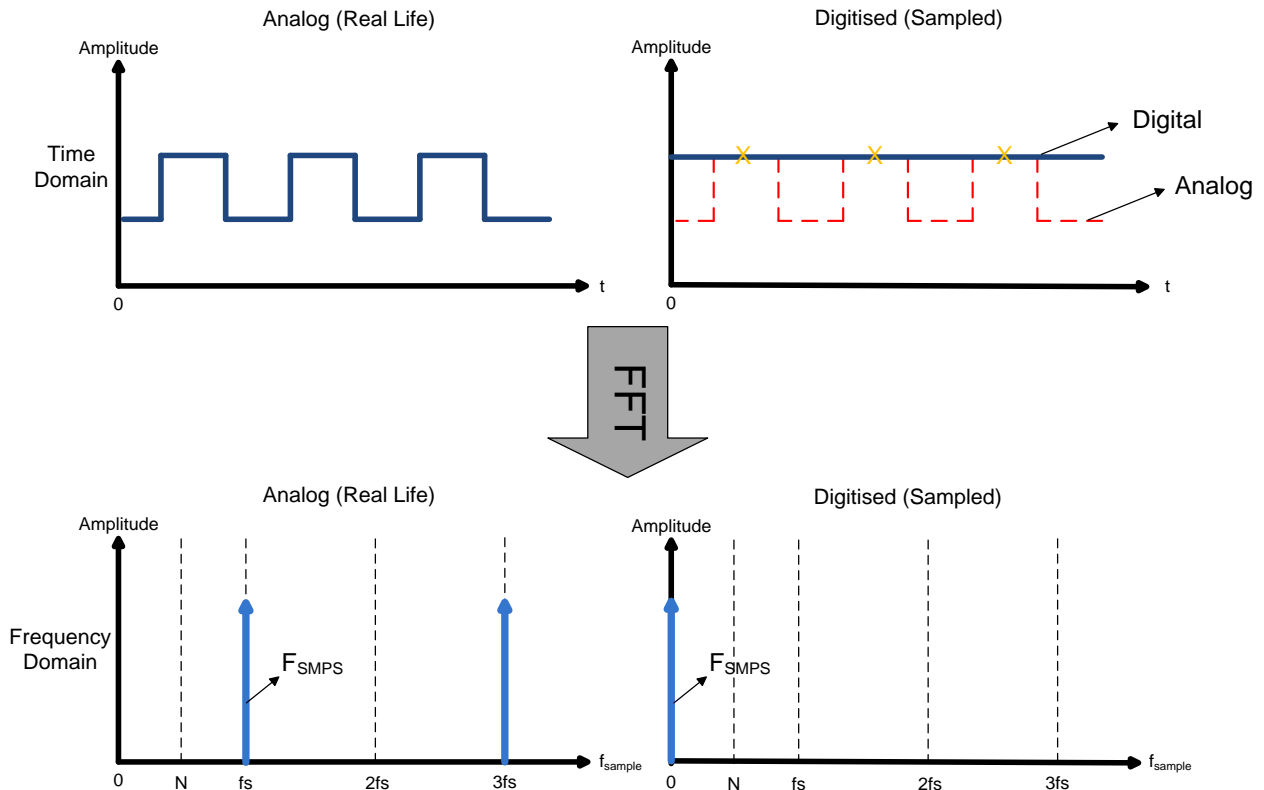 Analog (Real Life)
Digitised (Sampled)
Amplitude
Amplitude
Time
Domain
Digital
Analog
0
t
0
t
FFT
Analog (Real Life)
Digitised (Sampled)
Amplitude
Amplitude
Frequency
Domain
FSMPS
FSMPS
0
N
fs
2fs
3fs
fsample
0
N
fs
2fs
3fs
fsample